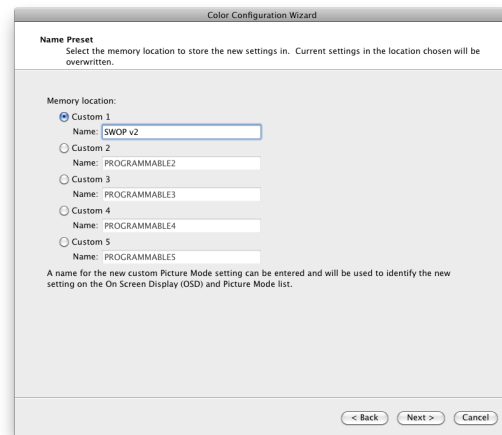 Color Configuration Wizard
Name Preset
Select the memory location to store the new settings in. Current settings in the location chosen will be
overwritten.
Memory location:
Custom 1
Name: SWOP v2
Custom 2
Name: PROGRAMMABLE2
Custom 3
Name: PROGRAMMABLE3
Custom 4
Name: PROGRAMMABLE4
Custom 5
Name: PROGRAMMABLE5
A name for the new custom Picture Mode setting can be entered and will be used to identify the new
setting on the On Screen Display (OSD) and Picture Mode list.
< Back Next > Cancel